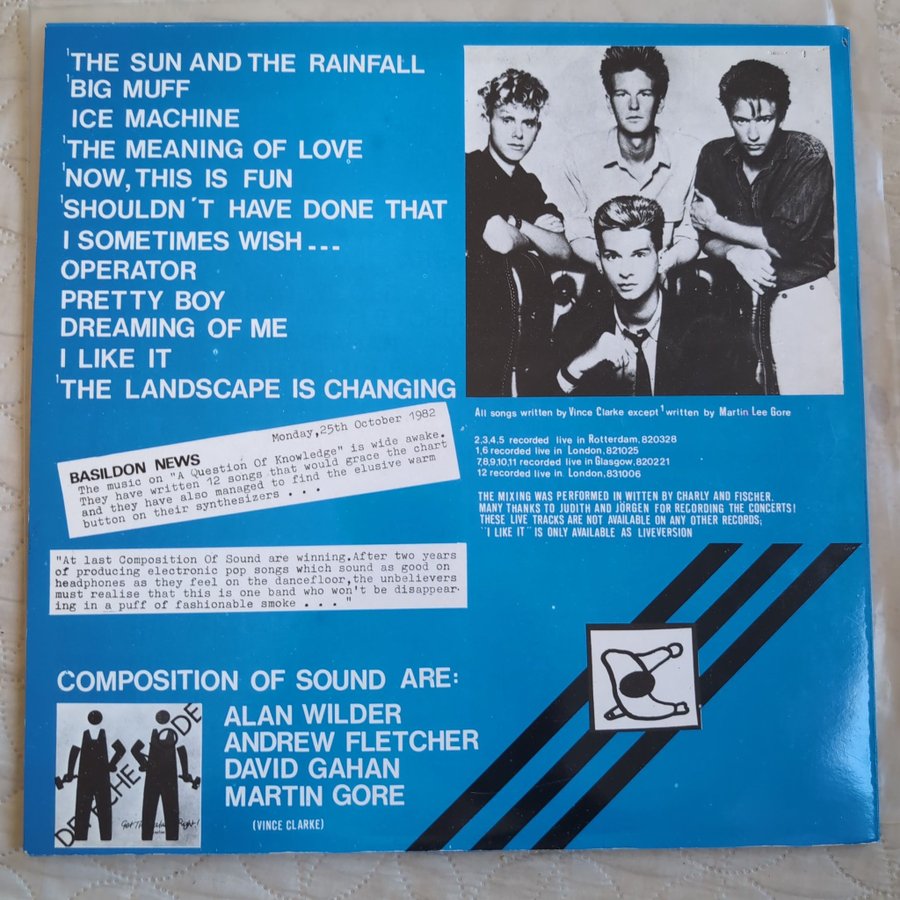 ¹THE SUN AND THE RAINFALL
¹BIG MUFF
ICE MACHINE
¹THE MEANING OF LOVE
¹NOW, THIS IS FUN
¹SHOULDN´T HAVE DONE THAT
I SOMETIMES WISH...
OPERATOR
PRETTY BOY
DREAMING OF ME
I LIKE IT
¹THE LANDSCAPE IS CHANGING
Monday,25th October 1982
BASILDON NEWS
The music on "A Question Of Knowledge" is wide awake.
They have written 12 songs that would grace the chart
and they have also managed to find the elusive warm
button on their synthesizers . . .
"At last Composition Of Sound are winning.After two years
of producing electronic pop songs which sound as good on
headphones as they feel on the dancefloor,the unbelievers
must realise that this is one band who won't be disappear-
ing in a puff of fashionable smoke . . ."
All songs written by Vince Clarke except ¹ written by Martin Lee Gore
2,3,4,5 recorded live in Rotterdam, 820328
1,6 recorded live in London, 821025
7,8,9,10,11 recorded live in Glasgow, 820221
12 recorded live in London, 831006
THE MIXING WAS PERFORMED IN WITTEN BY CHARLY AND FISCHER.
MANY THANKS TO JUDITH AND JÖRGEN FOR RECORDING THE CONCERTS!
THESE LIVE TRACKS ARE NOT AVAILABLE ON ANY OTHER RECORDS;
"I LIKE IT" IS ONLY AVAILABLE AS LIVEVERSION
COMPOSITION OF SOUND ARE:
ALAN WILDER
ANDREW FLETCHER
DAVID GAHAN
MARTIN GORE
(VINCE CLARKE)
DEPECHE MODE